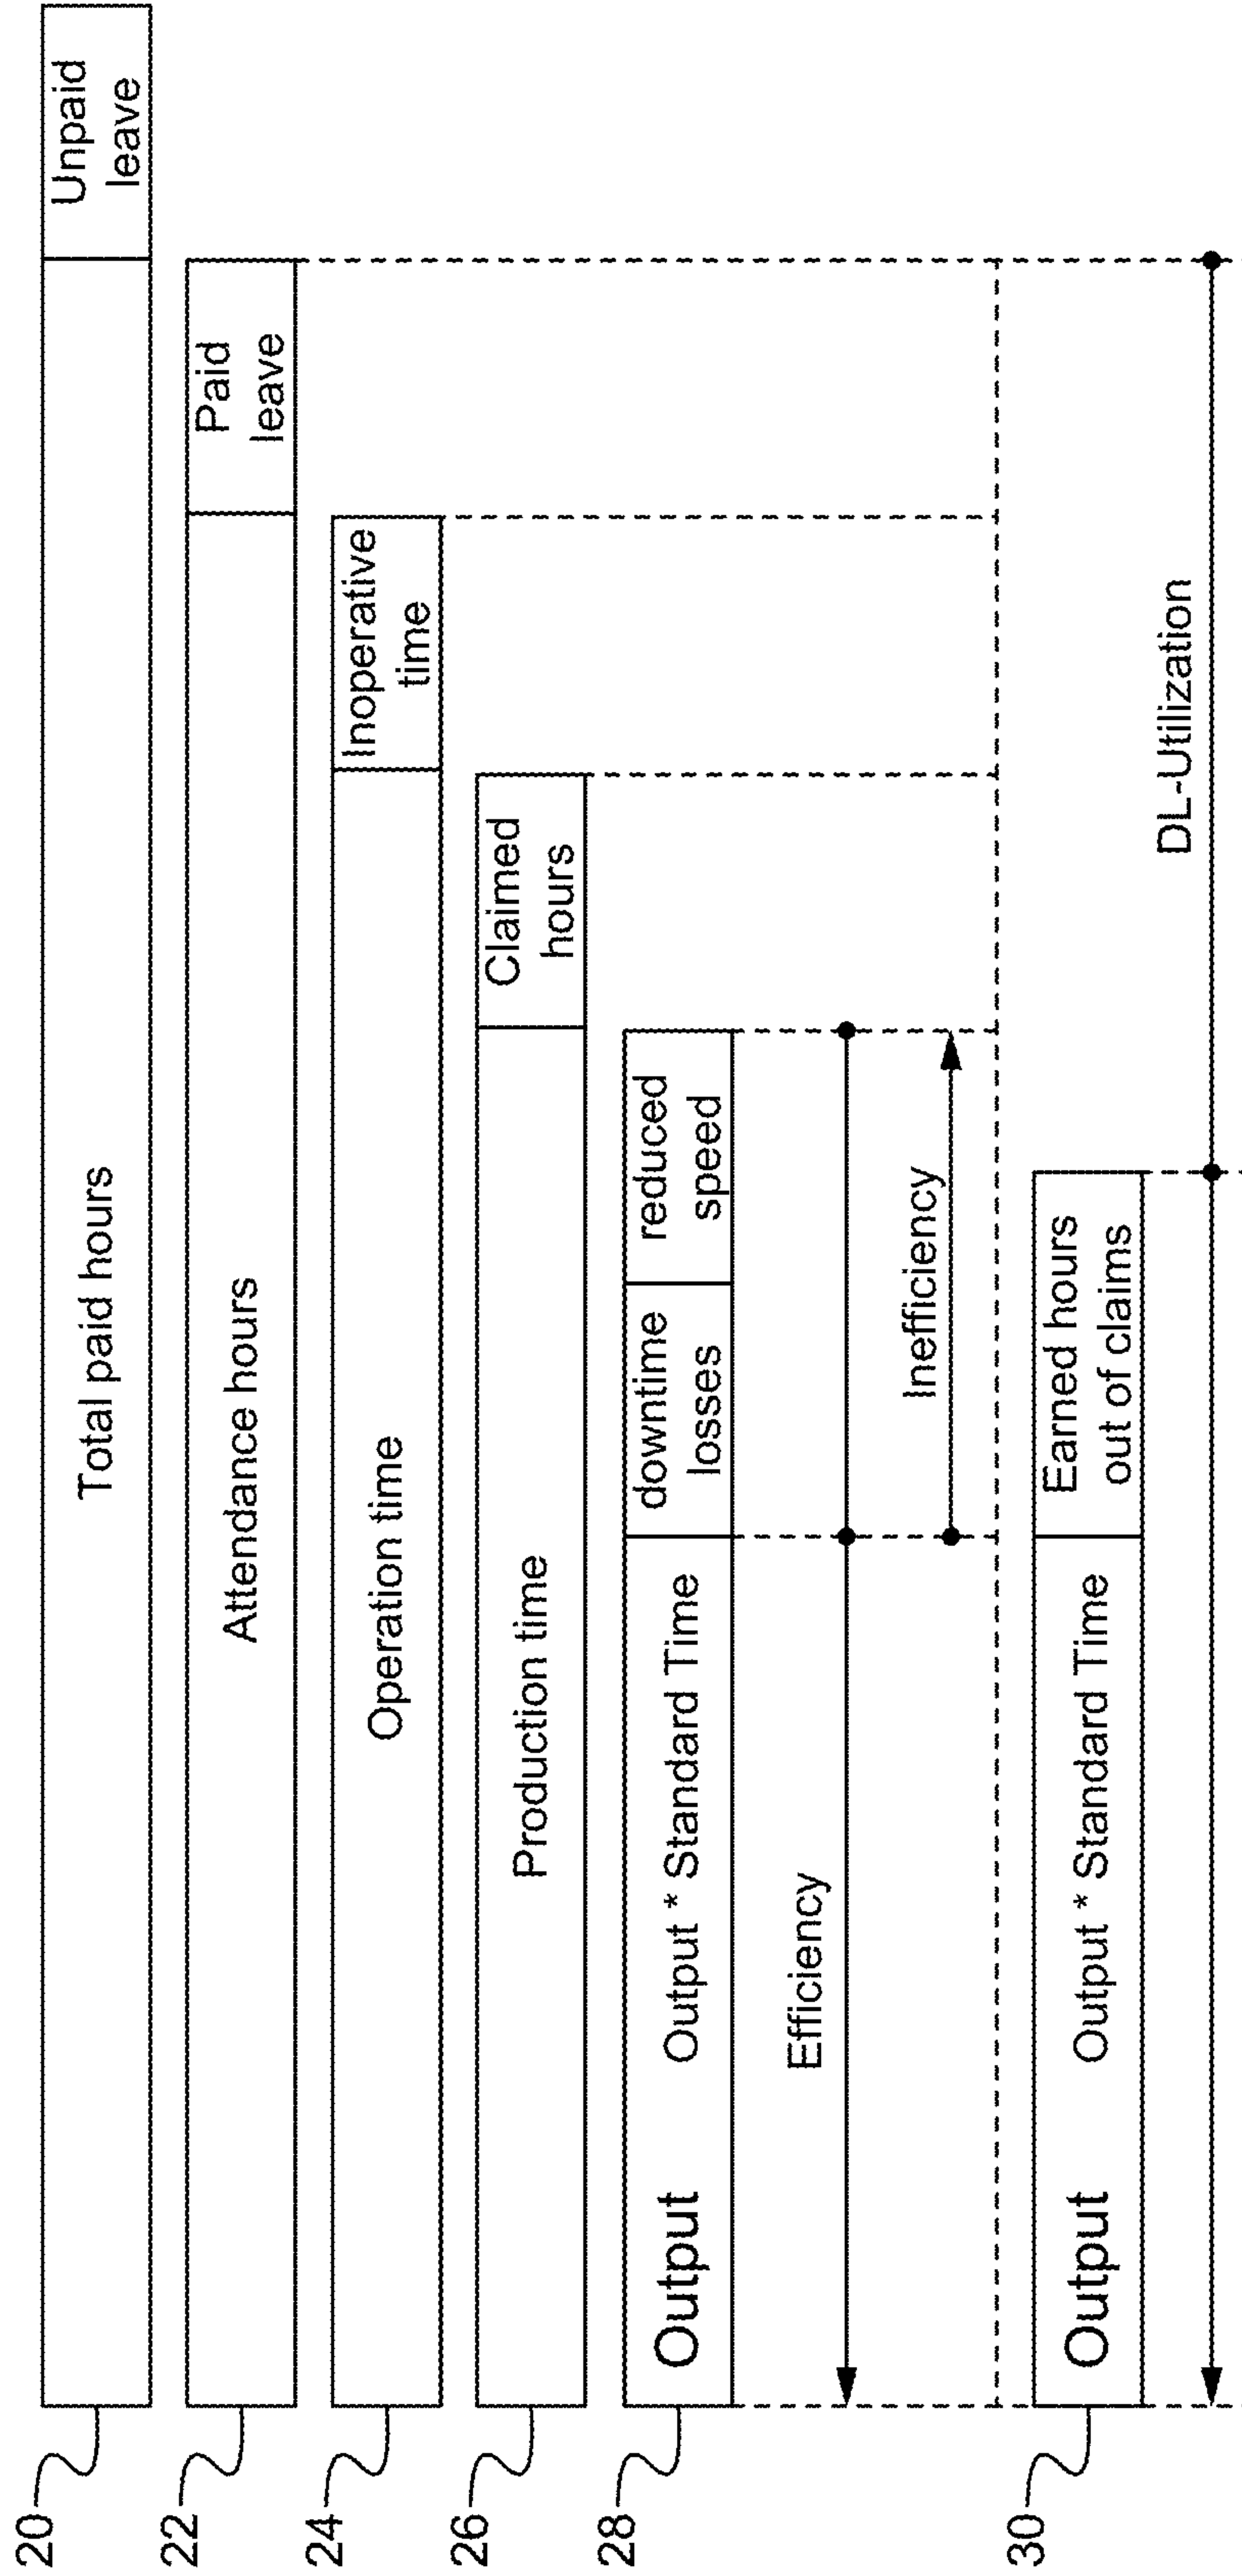 20
Total paid hours
Unpaid
leave
22
Attendance hours
Paid
leave
24
Operation time
Inoperative
time
26
Production time
Claimed
hours
28
Output
Output * Standard Time
downtime
losses
reduced
speed
Efficiency
Inefficiency
30
Output
Output * Standard Time
Earned hours
out of claims
DL-Utilization